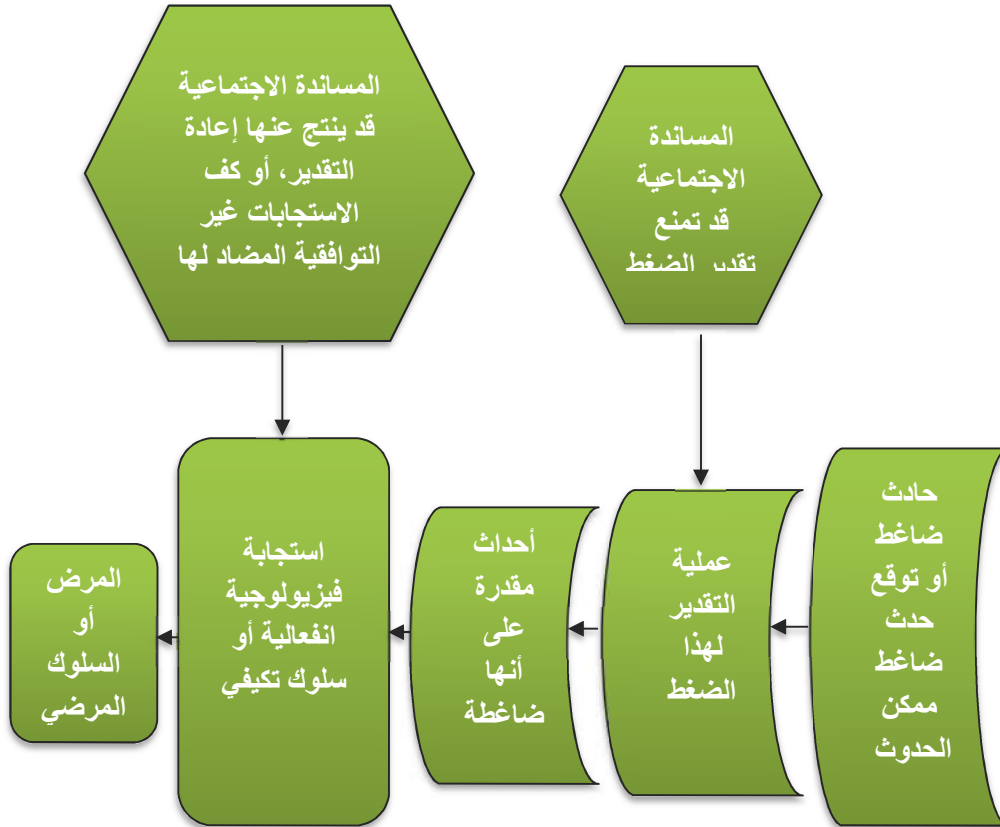 المساندة
الاجتماعية
قد تمنع
تقدير الضغط
المساندة الاجتماعية
قد ينتج عنها إعادة
التقدير، أو كف
الاستجابات غير
التوافقية المضاد لها
حادث
ضاغط
أو توقع
حدث
ضاغط
ممكن
الحدوث
عملية
التقدير
لهذا
الضغط
أحداث
مقدرة
على
أنها
ضاغطة
استجابة
فيزيولوجية
انفعالية أو
سلوك تكيفي
المرض
أو
السلوك
المرضي